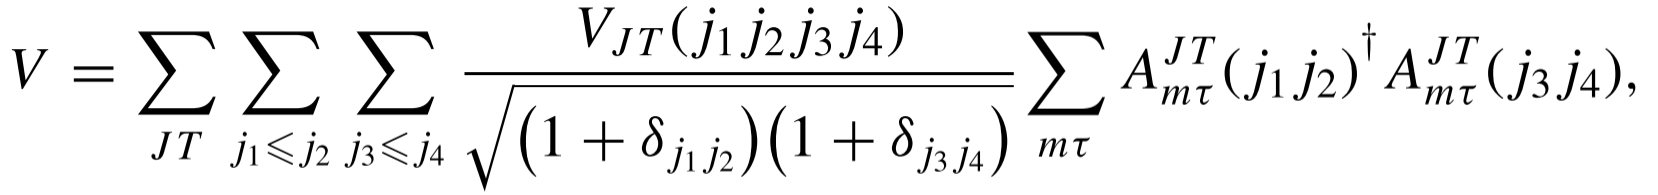 V = \sum_{JT} \sum_{j_1 \leqslant j_2} \sum_{j_3 \leqslant j_4} \frac{V_{JT}(j_1 j_2 j_3 j_4)}{\sqrt{(1 + \delta_{j_1 j_2})(1 + \delta_{j_3 j_4})}} \sum_{m\tau} A_{m\tau}^{JT}(j_1 j_2)^{\dagger} A_{m\tau}^{JT}(j_3 j_4),